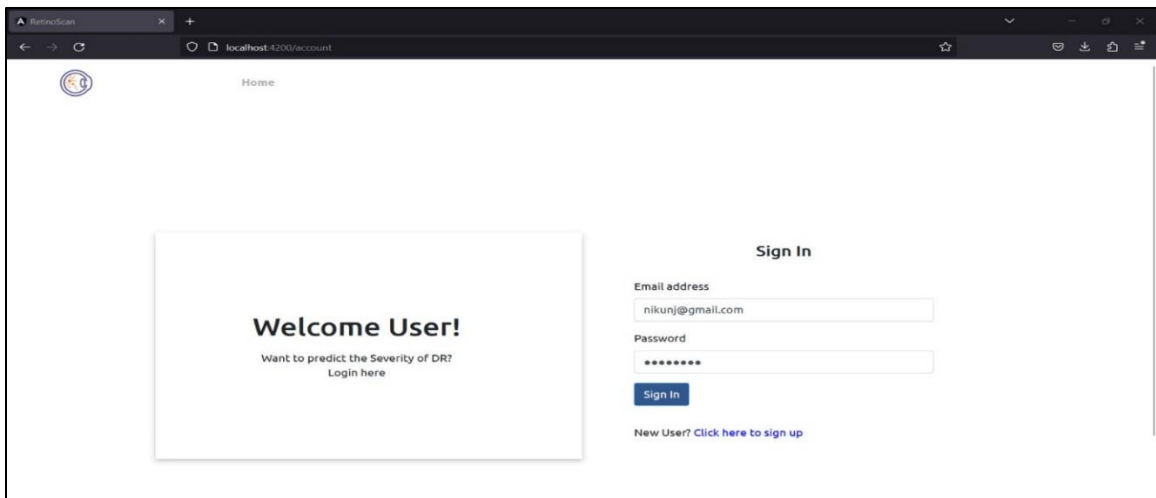 RetinoScan
localhost:4200/account
Home
Welcome User!
Want to predict the Severity of DR?
Login here
Sign In
Email address
nikunj@gmail.com
Password
Sign In
New User? Click here to sign up